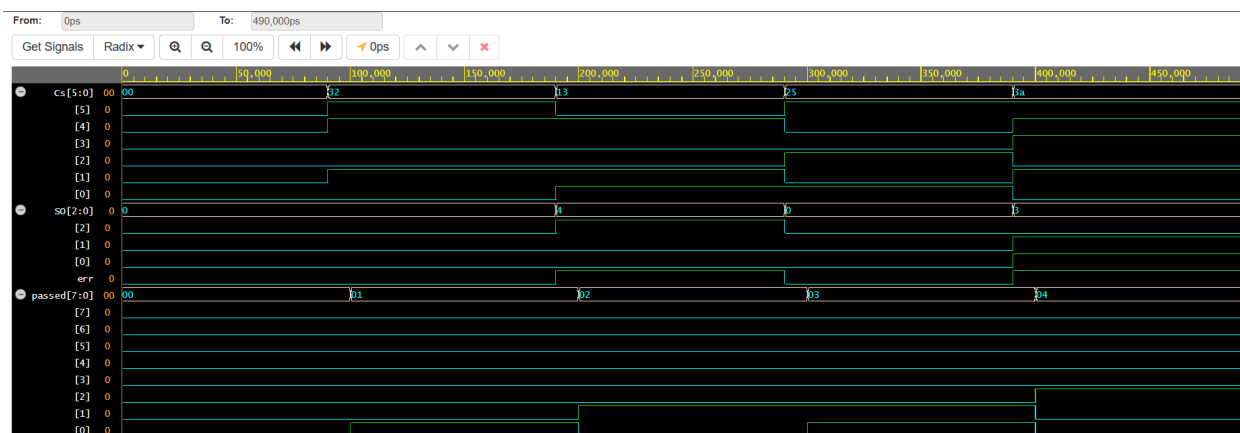 From: 0ps To: 490,000ps
Get Signals Radix 100% 0ps
0 50,000 100,000 150,000 200,000 250,000 300,000 350,000 400,000 450,000
Cs[5:0] 00 00 32 13 25 3a
[5] 0
[4] 0
[3] 0
[2] 0
[1] 0
[0] 0
SO[2:0] 0 0 4 0 3
[2] 0
[1] 0
[0] 0
err 0
passed[7:0] 00 00 01 02 03 04
[7] 0
[6] 0
[5] 0
[4] 0
[3] 0
[2] 0
[1] 0
[0] 0